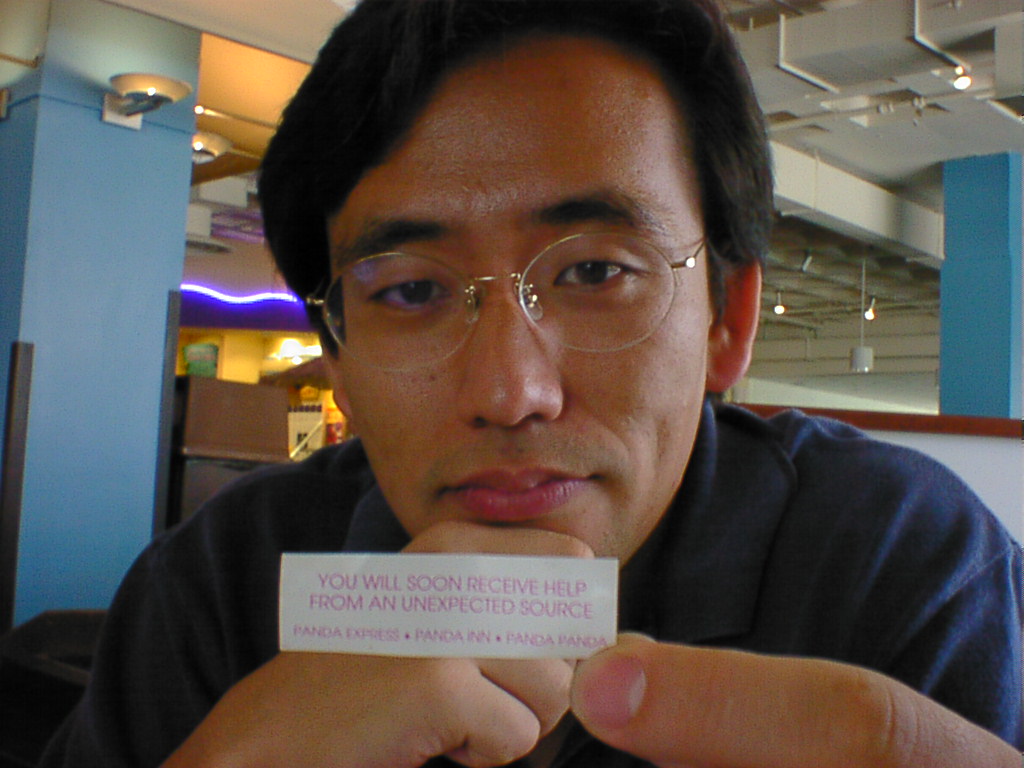 YOU WILL SOON RECEIVE HELP
FROM AN UNEXPECTED SOURCE
PANDA EXPRESS • PANDA INN • PANDA PANDA